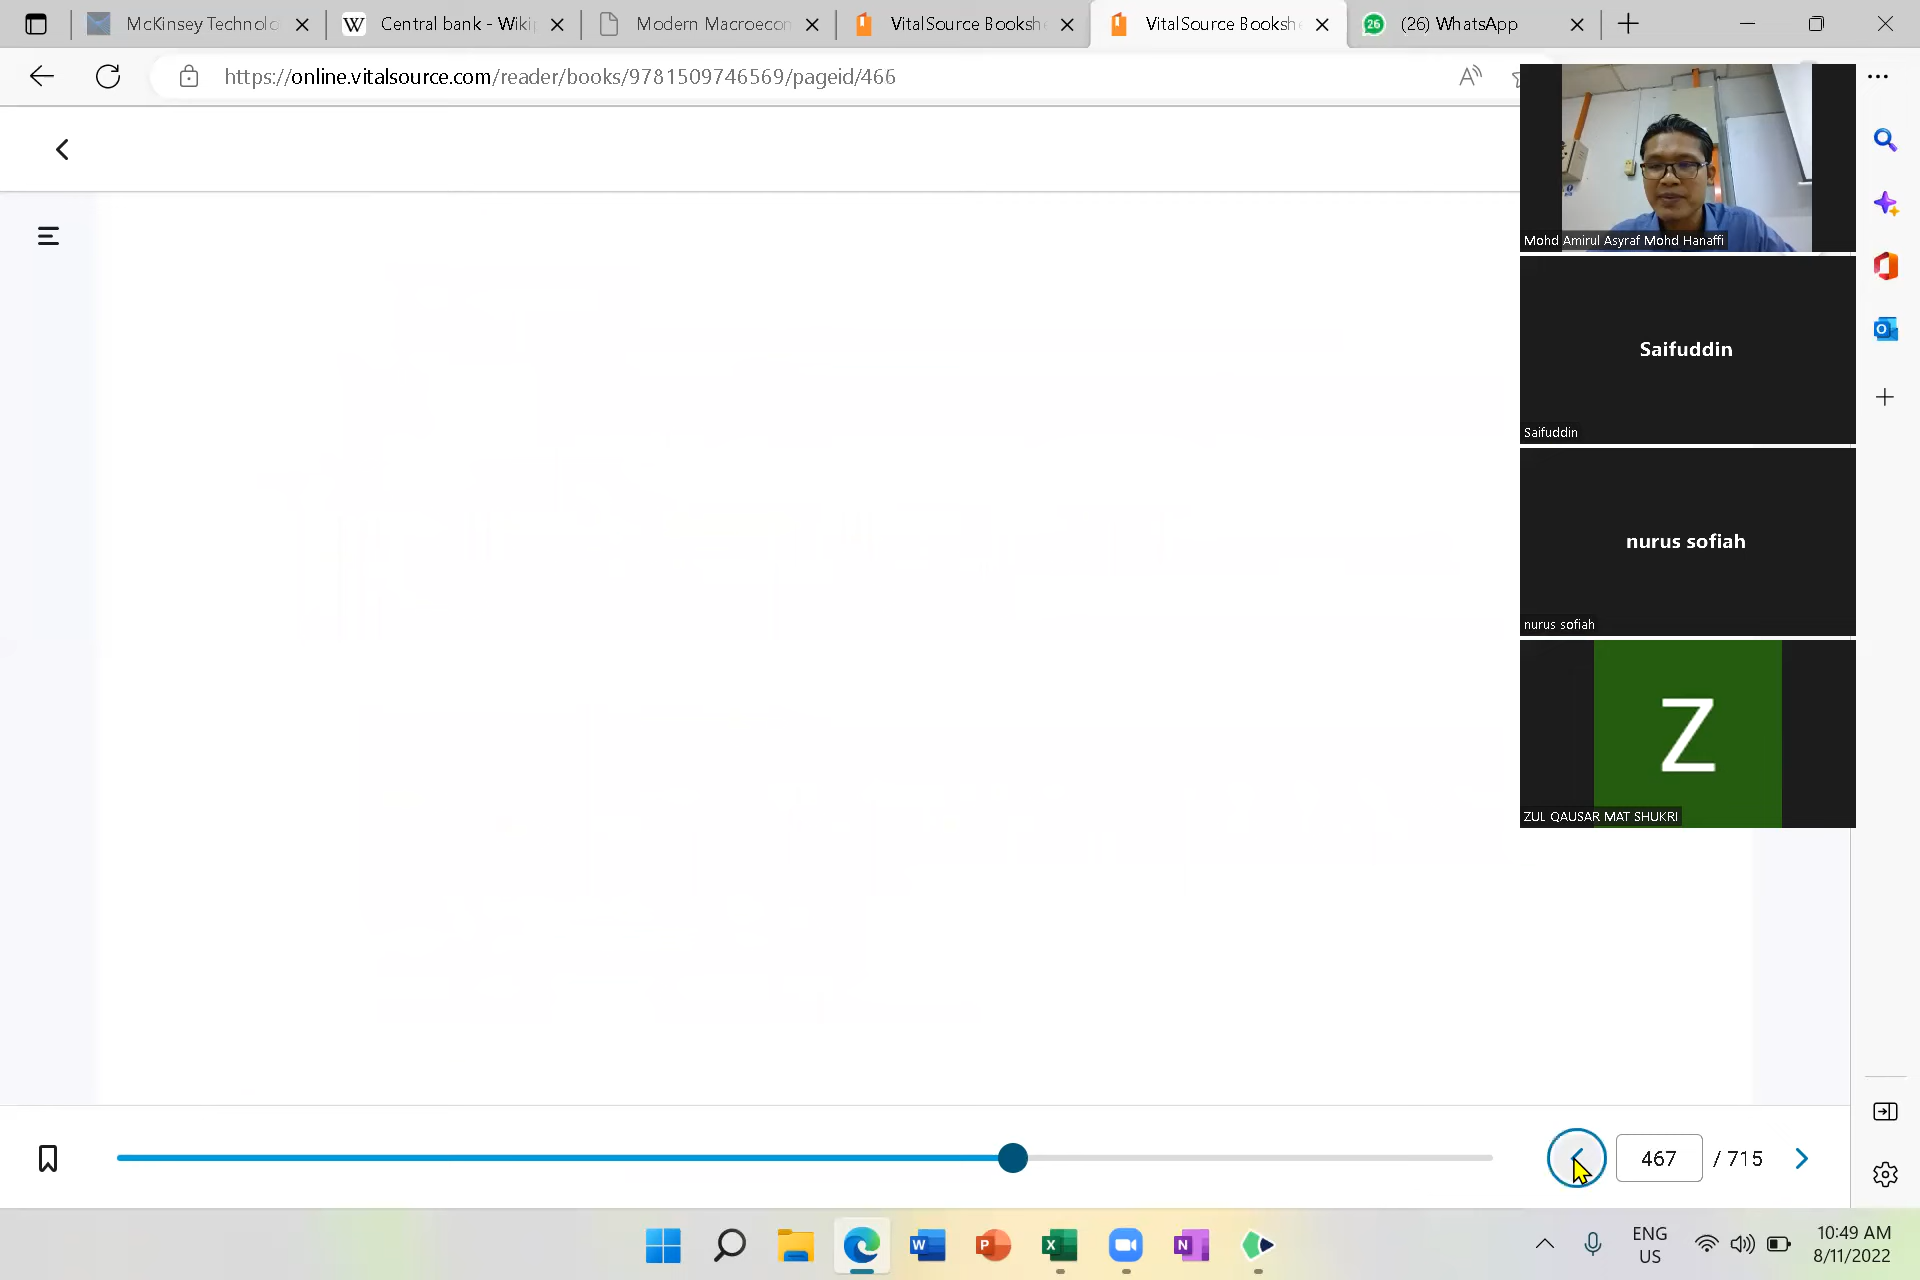 McKinsey Technolo
Central bank - Wiki
Modern Macroecon
VitalSource Booksh
VitalSource Booksh
26
(26) WhatsApp
https://online.vitalsource.com/reader/books/9781509746569/pageid/466
Mohd Amirul Asyraf Mohd Hanaffi
Saifuddin
Saifuddin
nurus sofiah
nurus sofiah
Z
ZUL QAUSAR MAT SHUKRI
467 / 715
ENG
US
10:49 AM
8/11/2022